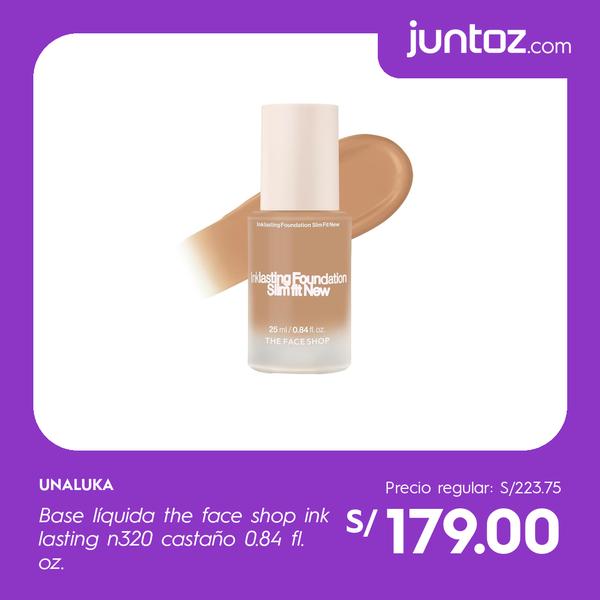 juntoz.com
Inklasting Foundation Slim Fit New
Inklasting Foundation
Slim fit New
25 ml / 0.84 fl. oz.
THE FACE SHOP
UNALUKA
Base líquida the face shop ink
lasting n320 castaño 0.84 fl.
oz.
Precio regular: S/223.75
S/179.00